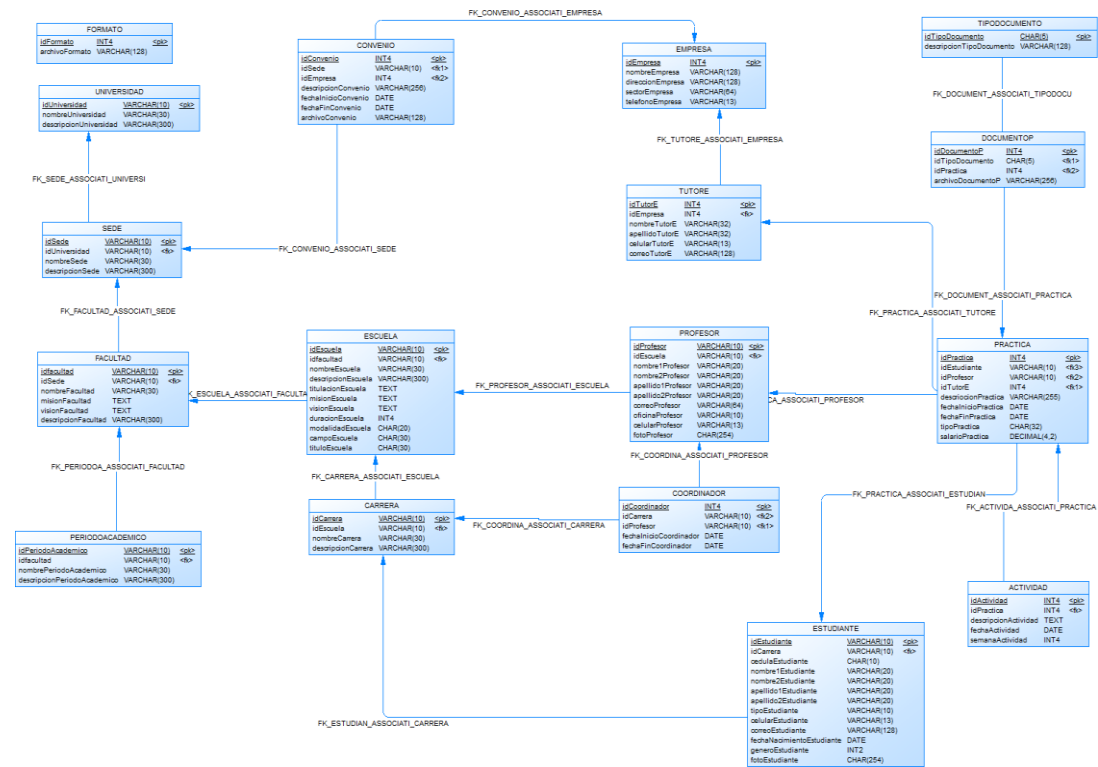 FORMATO
idFormato INT4 <pk>
archivoFormato VARCHAR(128)
UNIVERSIDAD
idUniversidad VARCHAR(10) <pk>
nombreUniversidad VARCHAR(30)
descripcionUniversidad VARCHAR(300)
FK_SEDE_ASSOCIATI_UNIVERSI
SEDE
idSede VARCHAR(10) <pk>
idUniversidad VARCHAR(10) <fk>
nombreSede VARCHAR(30)
descripcionSede VARCHAR(300)
FK_FACULTAD_ASSOCIATI_SEDE
FACULTAD
idfacultad VARCHAR(10) <pk>
idSede VARCHAR(10) <fk>
nombreFacultad VARCHAR(30)
misionFacultad TEXT
visionFacultad TEXT
descripcionFacultad VARCHAR(300)
FK_PERIODOA_ASSOCIATI_FACULTAD
PERIODOACADEMICO
idPeriodoAcademico VARCHAR(10) <pk>
idfacultad VARCHAR(10) <fk>
nombrePeriodoAcademico VARCHAR(30)
descripcionPeriodoAcademico VARCHAR(300)
FK_CONVENIO_ASSOCIATI_EMPRESA
CONVENIO
idConvenio INT4 <pk>
idSede VARCHAR(10) <fk1>
idEmpresa INT4 <fk2>
descripcionConvenio VARCHAR(256)
fechaInicioConvenio DATE
fechaFinConvenio DATE
archivoConvenio VARCHAR(128)
FK_CONVENIO_ASSOCIATI_SEDE
ESCUELA
idEscuela VARCHAR(10) <pk>
idfacultad VARCHAR(10) <fk>
nombreEscuela VARCHAR(30)
descripcionEscuela VARCHAR(300)
titulacionEscuela TEXT
misionEscuela TEXT
visionEscuela TEXT
duracionEscuela INT4
modalidadEscuela CHAR(20)
campoEscuela CHAR(30)
tituloEscuela CHAR(30)
K_ESCUELA_ASSOCIATI_FACULTA
FK_CARRERA_ASSOCIATI_ESCUELA
CARRERA
idCarrera VARCHAR(10) <pk>
idEscuela VARCHAR(10) <fk>
nombreCarrera VARCHAR(30)
descripcionCarrera VARCHAR(300)
FK_ESTUDIAN_ASSOCIATI_CARRERA
EMPRESA
idEmpresa INT4 <pk>
nombreEmpresa VARCHAR(128)
direccionEmpresa VARCHAR(128)
sectorEmpresa VARCHAR(64)
telefonoEmpresa VARCHAR(13)
FK_TUTORE_ASSOCIATI_EMPRESA
TUTORE
idTutorE INT4 <pk>
idEmpresa INT4 <fk>
nombreTutorE VARCHAR(32)
apellidoTutorE VARCHAR(32)
celularTutorE VARCHAR(13)
correoTutorE VARCHAR(128)
PROFESOR
idProfesor VARCHAR(10) <pk>
idEscuela VARCHAR(10) <fk>
nombre1Profesor VARCHAR(20)
nombre2Profesor VARCHAR(20)
apellido1Profesor VARCHAR(20)
apellido2Profesor VARCHAR(20)
correoProfesor VARCHAR(64)
oficinaProfesor VARCHAR(10)
celularProfesor VARCHAR(13)
fotoProfesor CHAR(254)
FK_PROFESOR_ASSOCIATI_ESCUELA
FK_COORDINA_ASSOCIATI_PROFESOR
COORDINADOR
idCoordinador INT4 <pk>
idCarrera VARCHAR(10) <fk2>
idProfesor VARCHAR(10) <fk1>
fechaInicioCoordinador DATE
fechaFinCoordinador DATE
FK_COORDINA_ASSOCIATI_CARRERA
TIPODOCUMENTO
idTipoDocumento CHAR(5) <pk>
descripcionTipoDocumento VARCHAR(128)
FK_DOCUMENT_ASSOCIATI_TIPODOCU
DOCUMENTOP
idDocumentoP INT4 <pk>
idTipoDocumento CHAR(5) <fk1>
idPractica INT4 <fk2>
archivoDocumentoP VARCHAR(256)
FK_DOCUMENT_ASSOCIATI_PRACTICA
FK_PRACTICA_ASSOCIATI_TUTORE
PRACTICA
idPractica INT4 <pk>
idEstudiante VARCHAR(10) <fk3>
idProfesor VARCHAR(10) <fk2>
idTutorE INT4 <fk1>
descripcionPractica VARCHAR(255)
fechaInicioPractica DATE
fechaFinPractica DATE
tipoPractica CHAR(32)
salarioPractica DECIMAL(4,2)
CA_ASSOCIATI_PROFESOR
FK_PRACTICA_ASSOCIATI_ESTUDIAN
FK_ACTIVIDA_ASSOCIATI_PRACTICA
ACTIVIDAD
idActividad INT4 <pk>
idPractica INT4 <fk>
descripcionActividad TEXT
fechaActividad DATE
semanaActividad INT4
ESTUDIANTE
idEstudiante VARCHAR(10) <pk>
idCarrera VARCHAR(10) <fk>
cedulaEstudiante CHAR(10)
nombre1Estudiante VARCHAR(20)
nombre2Estudiante VARCHAR(20)
apellido1Estudiante VARCHAR(20)
apellido2Estudiante VARCHAR(20)
tipoEstudiante VARCHAR(10)
celularEstudiante VARCHAR(13)
correoEstudiante VARCHAR(128)
fechaNacimientoEstudiante DATE
generoEstudiante INT2
fotoEstudiante CHAR(254)